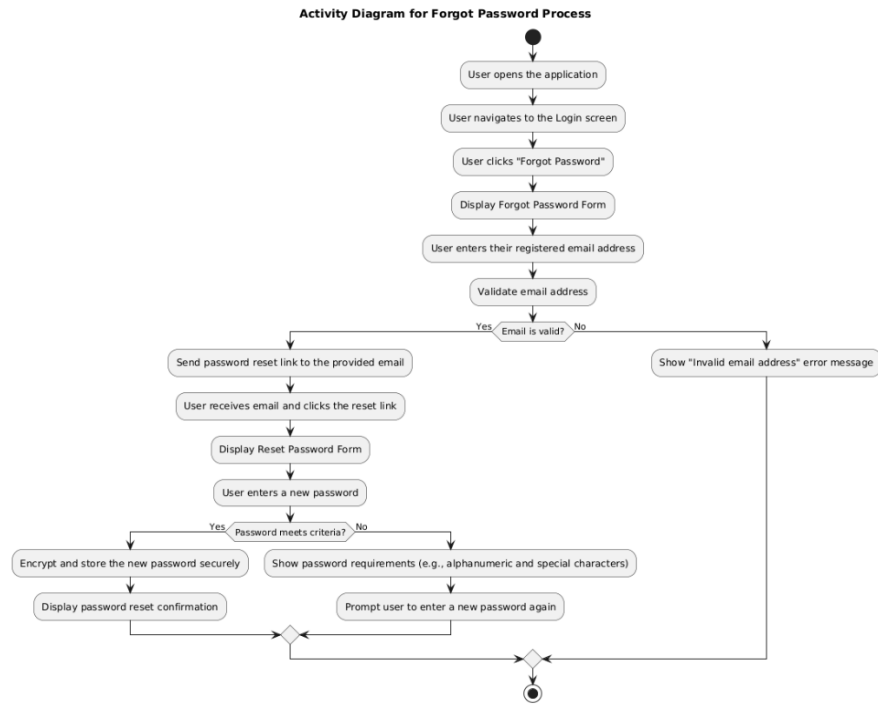 Activity Diagram for Forgot Password Process
User opens the application
User navigates to the Login screen
User clicks "Forgot Password"
Display Forgot Password Form
User enters their registered email address
Validate email address
Yes
Email is valid?
No
Send password reset link to the provided email
Show "Invalid email address" error message
User receives email and clicks the reset link
Display Reset Password Form
User enters a new password
Yes
Password meets criteria?
No
Encrypt and store the new password securely
Show password requirements (e.g., alphanumeric and special characters)
Display password reset confirmation
Prompt user to enter a new password again